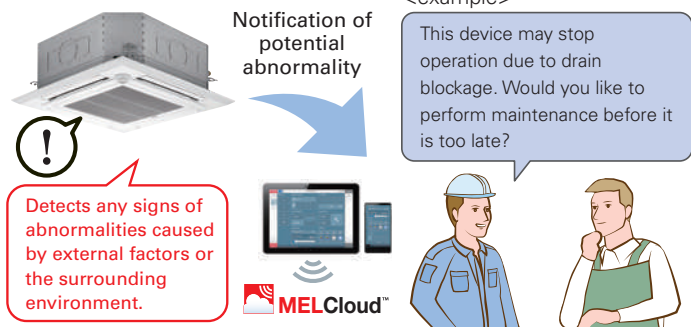 <example>
Notification of
potential
abnormality
This device may stop
operation due to drain
blockage. Would you like to
perform maintenance before it
is too late?
!
Detects any signs of
abnormalities caused
by external factors or
the surrounding
environment.
MELCloud™